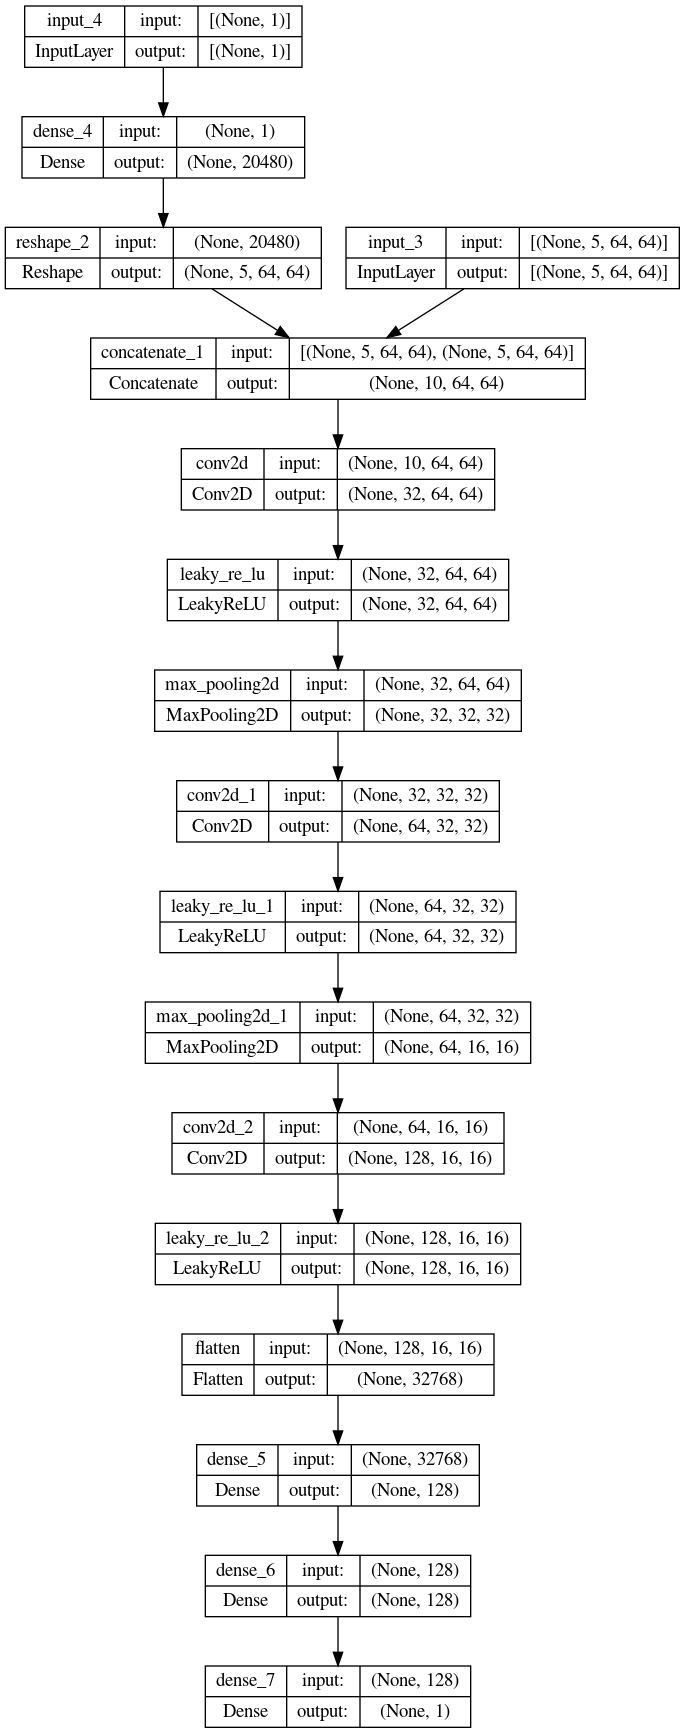 input_4 input: [(None, 1)]
InputLayer output: [(None, 1)]
dense_4 input: (None, 1)
Dense output: (None, 20480)
reshape_2 input: (None, 20480)
Reshape output: (None, 5, 64, 64)
input_3 input: [(None, 5, 64, 64)]
InputLayer output: [(None, 5, 64, 64)]
concatenate_1 input: [(None, 5, 64, 64), (None, 5, 64, 64)]
Concatenate output: (None, 10, 64, 64)
conv2d input: (None, 10, 64, 64)
Conv2D output: (None, 32, 64, 64)
leaky_re_lu input: (None, 32, 64, 64)
LeakyReLU output: (None, 32, 64, 64)
max_pooling2d input: (None, 32, 64, 64)
MaxPooling2D output: (None, 32, 32, 32)
conv2d_1 input: (None, 32, 32, 32)
Conv2D output: (None, 64, 32, 32)
leaky_re_lu_1 input: (None, 64, 32, 32)
LeakyReLU output: (None, 64, 32, 32)
max_pooling2d_1 input: (None, 64, 32, 32)
MaxPooling2D output: (None, 64, 16, 16)
conv2d_2 input: (None, 64, 16, 16)
Conv2D output: (None, 128, 16, 16)
leaky_re_lu_2 input: (None, 128, 16, 16)
LeakyReLU output: (None, 128, 16, 16)
flatten input: (None, 128, 16, 16)
Flatten output: (None, 32768)
dense_5 input: (None, 32768)
Dense output: (None, 128)
dense_6 input: (None, 128)
Dense output: (None, 128)
dense_7 input: (None, 128)
Dense output: (None, 1)